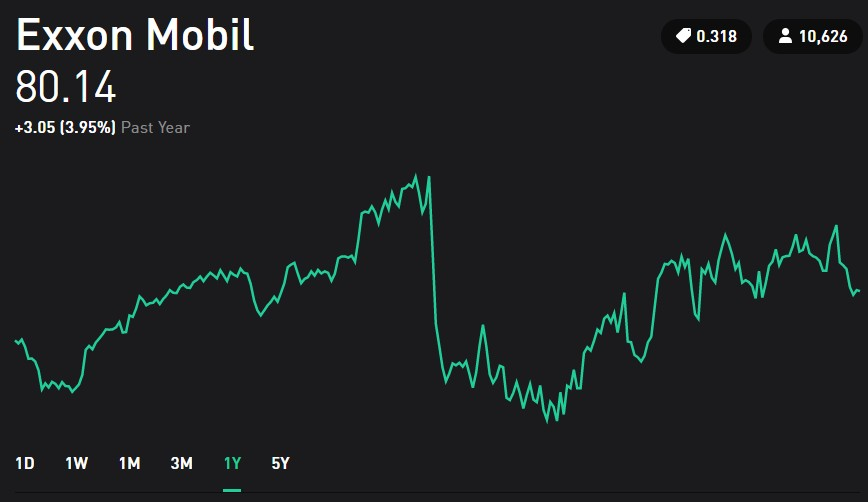 Exxon Mobil
0.318
10,626
80.14
+3.05 (3.95%) Past Year
1D 1W 1M 3M 1Y 5Y